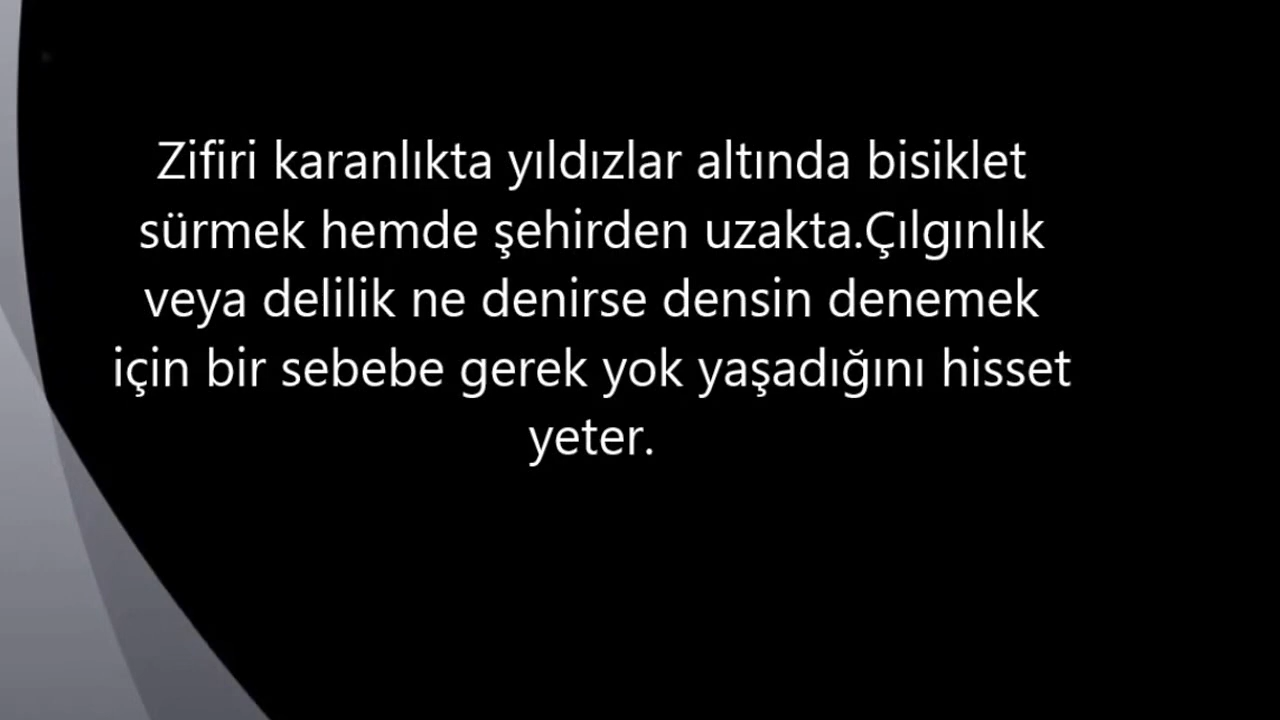 Zifiri karanlıkta yıldızlar altında bisiklet
sürmek hemde şehirden uzakta.Çılgınlık
veya delilik ne denirse densin denemek
için bir sebebe gerek yok yaşadığını hisset
yeter.